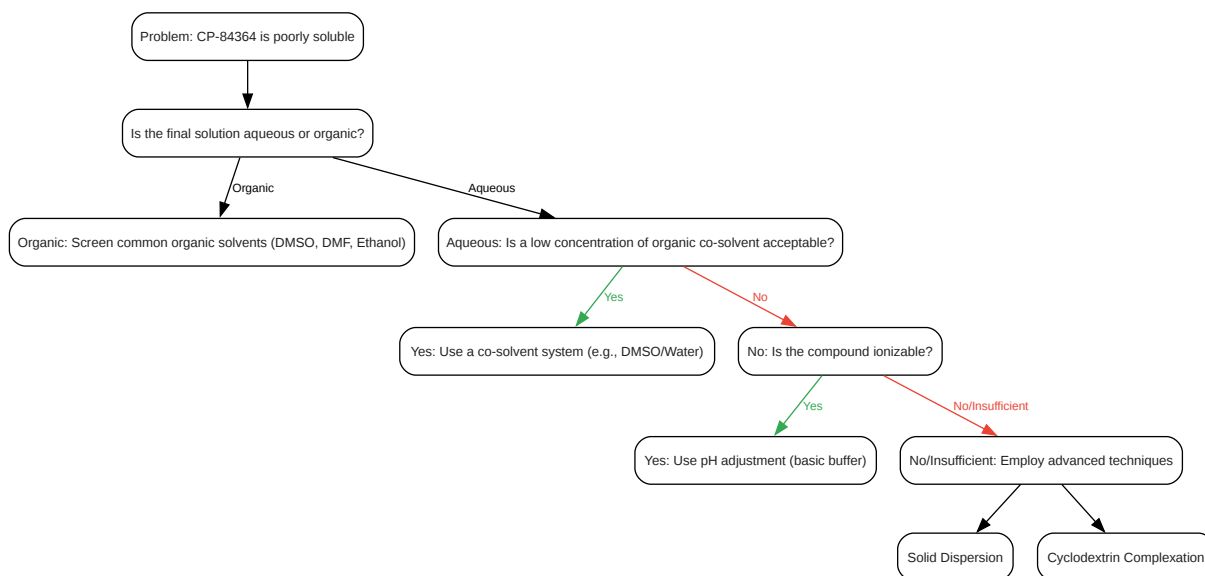 Problem: CP-84364 is poorly soluble
Is the final solution aqueous or organic?
Organic
Aqueous
Organic: Screen common organic solvents (DMSO, DMF, Ethanol)
Aqueous: Is a low concentration of organic co-solvent acceptable?
Yes
No
Yes: Use a co-solvent system (e.g., DMSO/Water)
No: Is the compound ionizable?
Yes
No/Insufficient
Yes: Use pH adjustment (basic buffer)
No/Insufficient: Employ advanced techniques
Solid Dispersion
Cyclodextrin Complexation